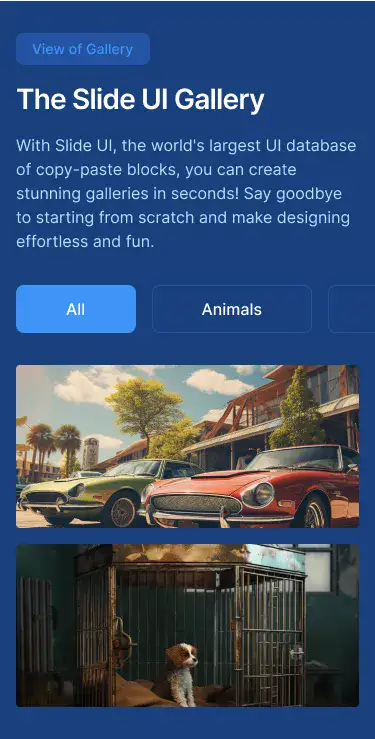 View of Gallery
The Slide UI Gallery
With Slide UI, the world's largest UI database
of copy-paste blocks, you can create
stunning galleries in seconds! Say goodbye
to starting from scratch and make designing
effortless and fun.
All
Animals